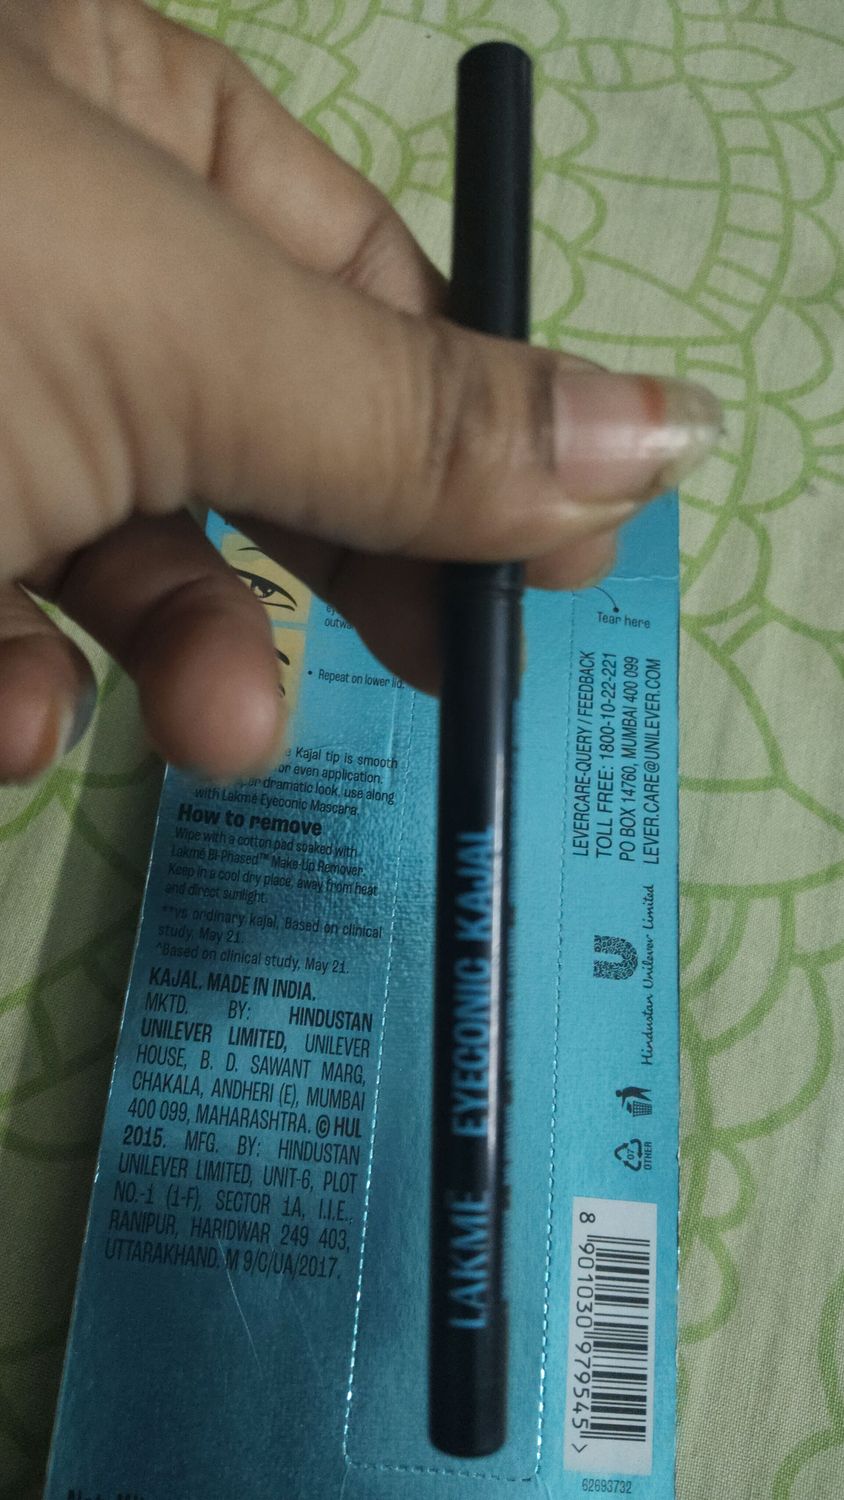 outwa
• Repeat on lower lid.
Kajal tip is smooth
or even application.
dramatic look, use along
with Lakmé Eyeconic Mascara
How to remove
Wipe with a cotton pad soaked with
Lakmé Bi-Phased™ Make-Up Remover.
Keep in a cool dry place, away from heat
and direct sunlight.
**vs ordinary kajal, Based on clinical
study, May 21.
^Based on clinical study, May 21.
KAJAL. MADE IN INDIA.
MKTD. BY: HINDUSTAN
UNILEVER LIMITED, UNILEVER
HOUSE, B. D. SAWANT MARG,
CHAKALA, ANDHERI (E), MUMBAI
400 099, MAHARASHTRA. © HUL
2015. MFG. BY: HINDUSTAN
UNILEVER LIMITED, UNIT-6, PLOT
NO.-1 (1-F), SECTOR 1A, I.I.E.,
RANIPUR, HARIDWAR 249 403,
UTTARAKHAND. M 9/C/UA/2017.
LAKMÉ EYECONIC KAJAL
Tear here
LEVERCARE-QUERY / FEEDBACK
TOLL FREE: 1800-10-22-221
PO BOX 14760, MUMBAI 400 099
LEVER.CARE@UNILEVER.COM
Hindustan Unilever Limited
07
OTHER
8 901030 979545 >
62693732